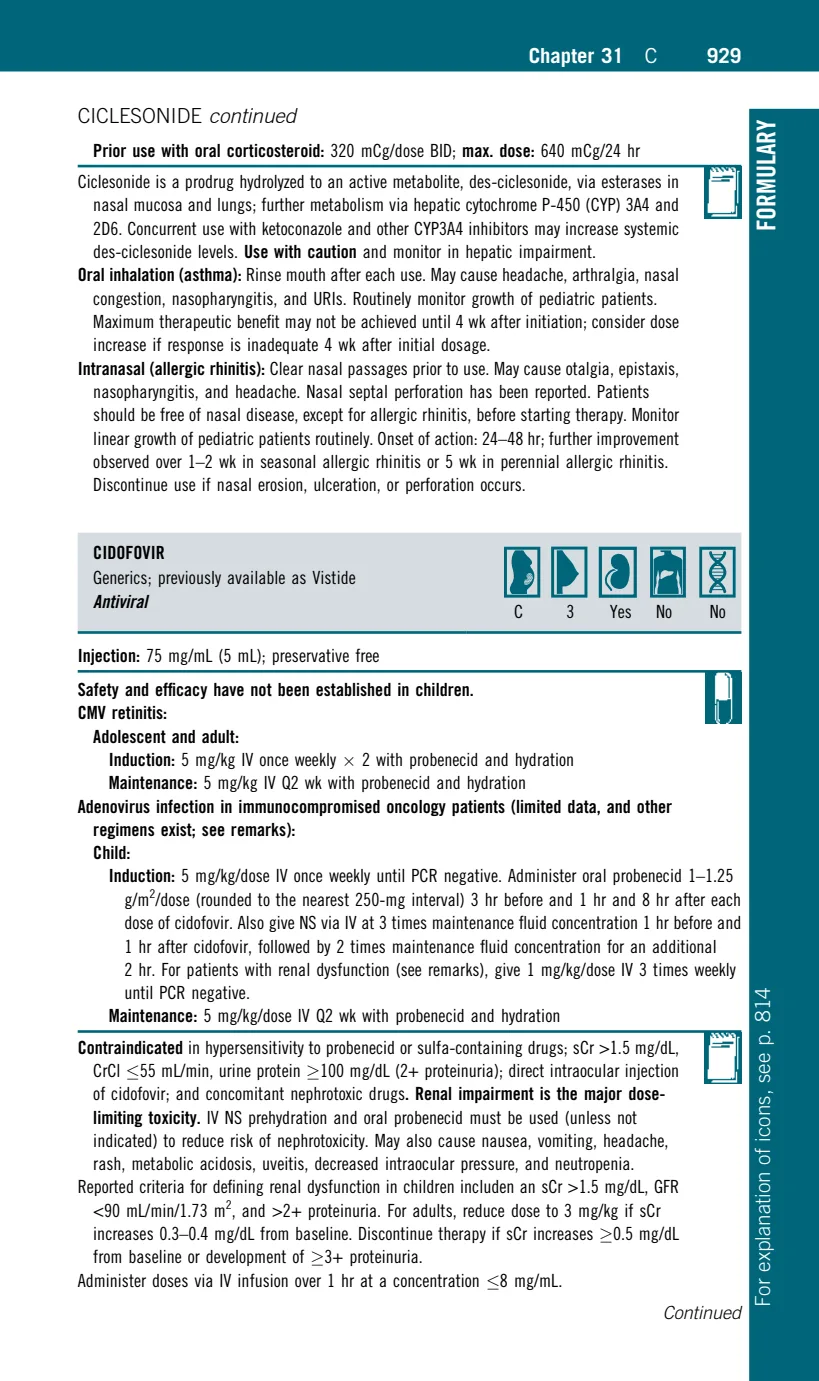 Chapter 31 C 929
CICLESONIDE continued
Prior use with oral corticosteroid: 320 mCg/dose BID; max. dose: 640 mCg/24 hr
Ciclesonide is a prodrug hydrolyzed to an active metabolite, des-ciclesonide, via esterases in
nasal mucosa and lungs; further metabolism via hepatic cytochrome P-450 (CYP) 3A4 and
2D6. Concurrent use with ketoconazole and other CYP3A4 inhibitors may increase systemic
des-ciclesonide levels. Use with caution and monitor in hepatic impairment.
Oral inhalation (asthma): Rinse mouth after each use. May cause headache, arthralgia, nasal
congestion, nasopharyngitis, and URIs. Routinely monitor growth of pediatric patients.
Maximum therapeutic benefit may not be achieved until 4 wk after initiation; consider dose
increase if response is inadequate 4 wk after initial dosage.
Intranasal (allergic rhinitis): Clear nasal passages prior to use. May cause otalgia, epistaxis,
nasopharyngitis, and headache. Nasal septal perforation has been reported. Patients
should be free of nasal disease, except for allergic rhinitis, before starting therapy. Monitor
linear growth of pediatric patients routinely. Onset of action: 24–48 hr; further improvement
observed over 1–2 wk in seasonal allergic rhinitis or 5 wk in perennial allergic rhinitis.
Discontinue use if nasal erosion, ulceration, or perforation occurs.
CIDOFOVIR
Generics; previously available as Vistide
Antiviral
C 3 Yes No No
Injection: 75 mg/mL (5 mL); preservative free
Safety and efficacy have not been established in children.
CMV retinitis:
Adolescent and adult:
Induction: 5 mg/kg IV once weekly × 2 with probenecid and hydration
Maintenance: 5 mg/kg IV Q2 wk with probenecid and hydration
Adenovirus infection in immunocompromised oncology patients (limited data, and other
regimens exist; see remarks):
Child:
Induction: 5 mg/kg/dose IV once weekly until PCR negative. Administer oral probenecid 1–1.25
g/m²/dose (rounded to the nearest 250-mg interval) 3 hr before and 1 hr and 8 hr after each
dose of cidofovir. Also give NS via IV at 3 times maintenance fluid concentration 1 hr before and
1 hr after cidofovir, followed by 2 times maintenance fluid concentration for an additional
2 hr. For patients with renal dysfunction (see remarks), give 1 mg/kg/dose IV 3 times weekly
until PCR negative.
Maintenance: 5 mg/kg/dose IV Q2 wk with probenecid and hydration
Contraindicated in hypersensitivity to probenecid or sulfa-containing drugs; sCr >1.5 mg/dL,
CrCl ≤55 mL/min, urine protein ≥100 mg/dL (2+ proteinuria); direct intraocular injection
of cidofovir; and concomitant nephrotoxic drugs. Renal impairment is the major dose-
limiting toxicity. IV NS prehydration and oral probenecid must be used (unless not
indicated) to reduce risk of nephrotoxicity. May also cause nausea, vomiting, headache,
rash, metabolic acidosis, uveitis, decreased intraocular pressure, and neutropenia.
Reported criteria for defining renal dysfunction in children includen an sCr >1.5 mg/dL, GFR
<90 mL/min/1.73 m², and >2+ proteinuria. For adults, reduce dose to 3 mg/kg if sCr
increases 0.3–0.4 mg/dL from baseline. Discontinue therapy if sCr increases ≥0.5 mg/dL
from baseline or development of ≥3+ proteinuria.
Administer doses via IV infusion over 1 hr at a concentration ≤8 mg/mL.
Continued
FORMULARY
For explanation of icons, see p. 814